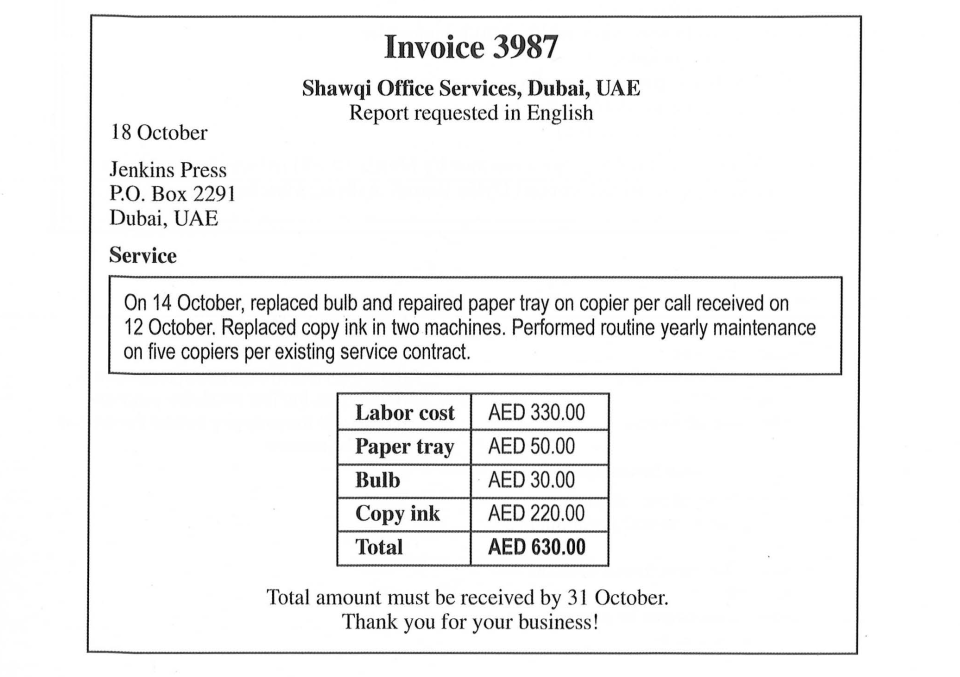 Invoice 3987
Shawqi Office Services, Dubai, UAE
Report requested in English
18 October
Jenkins Press
P.O. Box 2291
Dubai, UAE
Service
On 14 October, replaced bulb and repaired paper tray on copier per call received on
12 October. Replaced copy ink in two machines. Performed routine yearly maintenance
on five copiers per existing service contract.
Labor cost AED 330.00
Paper tray AED 50.00
Bulb AED 30.00
Copy ink AED 220.00
Total AED 630.00
Total amount must be received by 31 October.
Thank you for your business!